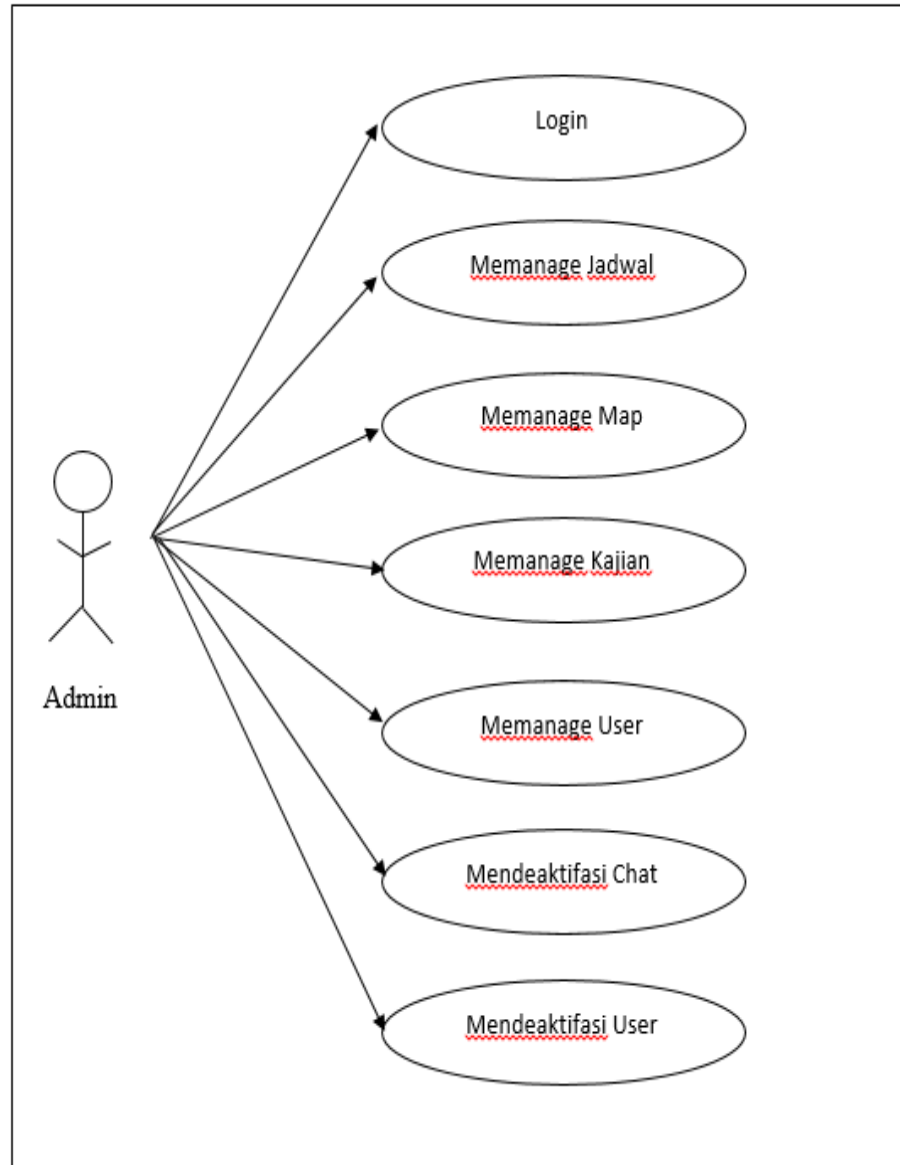 Login
Memanage Jadwal
Memanage Map
Memanage Kajian
Memanage User
Mendeaktifasi Chat
Mendeaktifasi User
Admin